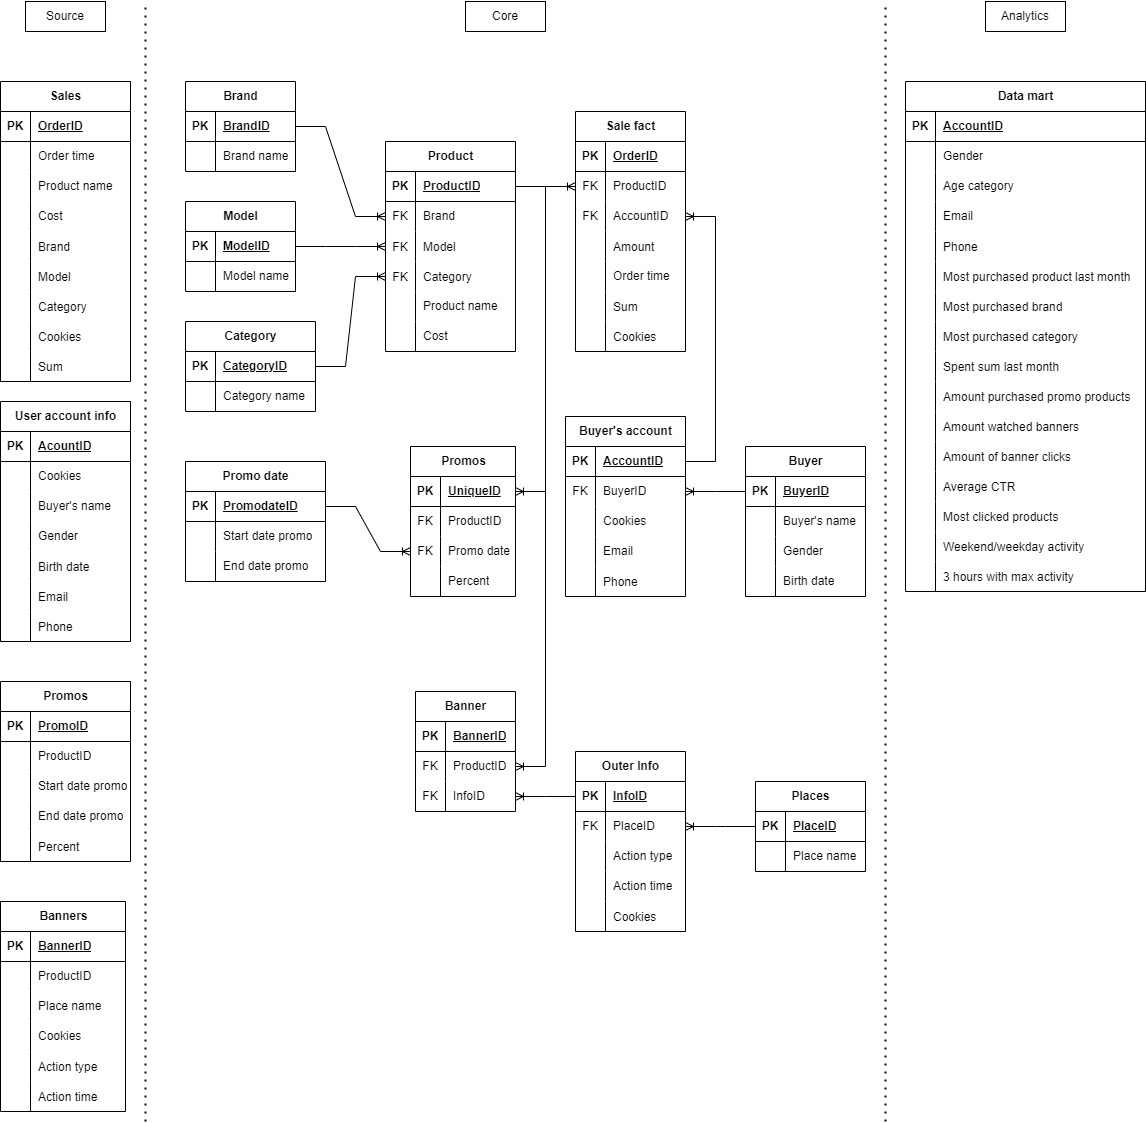 Source
Core
Analytics
Sales
PK OrderID
Order time
Product name
Cost
Brand
Model
Category
Cookies
Sum
User account info
PK AcountID
Cookies
Buyer's name
Gender
Birth date
Email
Phone
Promos
PK PromoID
ProductID
Start date promo
End date promo
Percent
Banners
PK BannerID
ProductID
Place name
Cookies
Action type
Action time
Brand
PK BrandID
Brand name
Model
PK ModelID
Model name
Category
PK CategoryID
Category name
Product
PK ProductID
FK Brand
FK Model
FK Category
Product name
Cost
Sale fact
PK OrderID
FK ProductID
FK AccountID
Amount
Order time
Sum
Cookies
Promo date
PK PromodateID
Start date promo
End date promo
Promos
PK UniqueID
FK ProductID
FK Promo date
Percent
Buyer's account
PK AccountID
FK BuyerID
Cookies
Email
Phone
Buyer
PK BuyerID
Buyer's name
Gender
Birth date
Banner
PK BannerID
FK ProductID
FK InfoID
Outer Info
PK InfoID
FK PlaceID
Action type
Action time
Cookies
Places
PK PlaceID
Place name
Data mart
PK AccountID
Gender
Age category
Email
Phone
Most purchased product last month
Most purchased brand
Most purchased category
Spent sum last month
Amount purchased promo products
Amount watched banners
Amount of banner clicks
Average CTR
Most clicked products
Weekend/weekday activity
3 hours with max activity